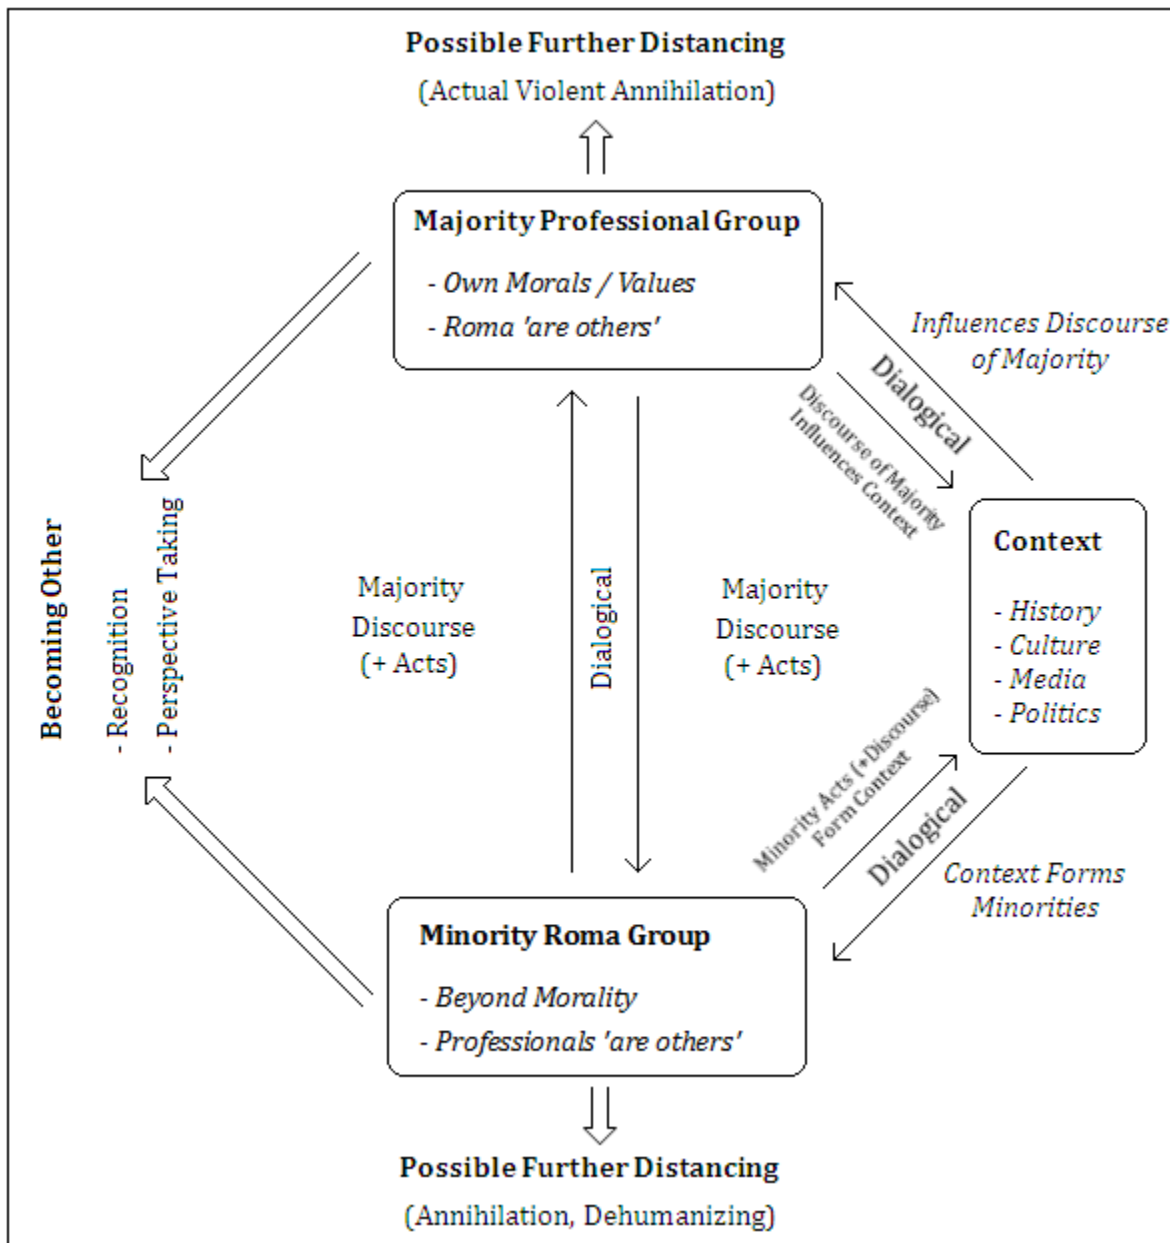 Possible Further Distancing
(Actual Violent Annihilation)
Majority Professional Group
- Own Morals / Values
- Roma 'are others'
Influences Discourse
of Majority
Dialogical
Discourse of Majority
Influences Context
Becoming Other
- Recognition
- Perspective Taking
Majority
Discourse
(+ Acts)
Dialogical
Majority
Discourse
(+ Acts)
Context
- History
- Culture
- Media
- Politics
Minority Acts (+Discourse)
Form Context
Dialogical
Context Forms
Minorities
Minority Roma Group
- Beyond Morality
- Professionals 'are others'
Possible Further Distancing
(Annihilation, Dehumanizing)